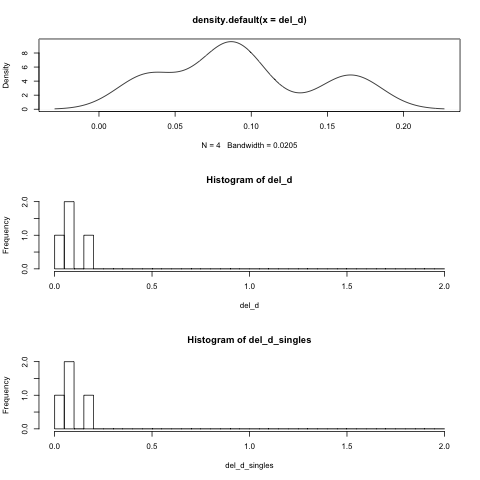 density.default(x = del_d)
Density
0 2 4 6 8
0.00 0.05 0.10 0.15 0.20
N = 4 Bandwidth = 0.0205
Histogram of del_d
Frequency
0.0 1.0 2.0
0.0 0.5 1.0 1.5 2.0
del_d
Histogram of del_d_singles
Frequency
0.0 1.0 2.0
0.0 0.5 1.0 1.5 2.0
del_d_singles